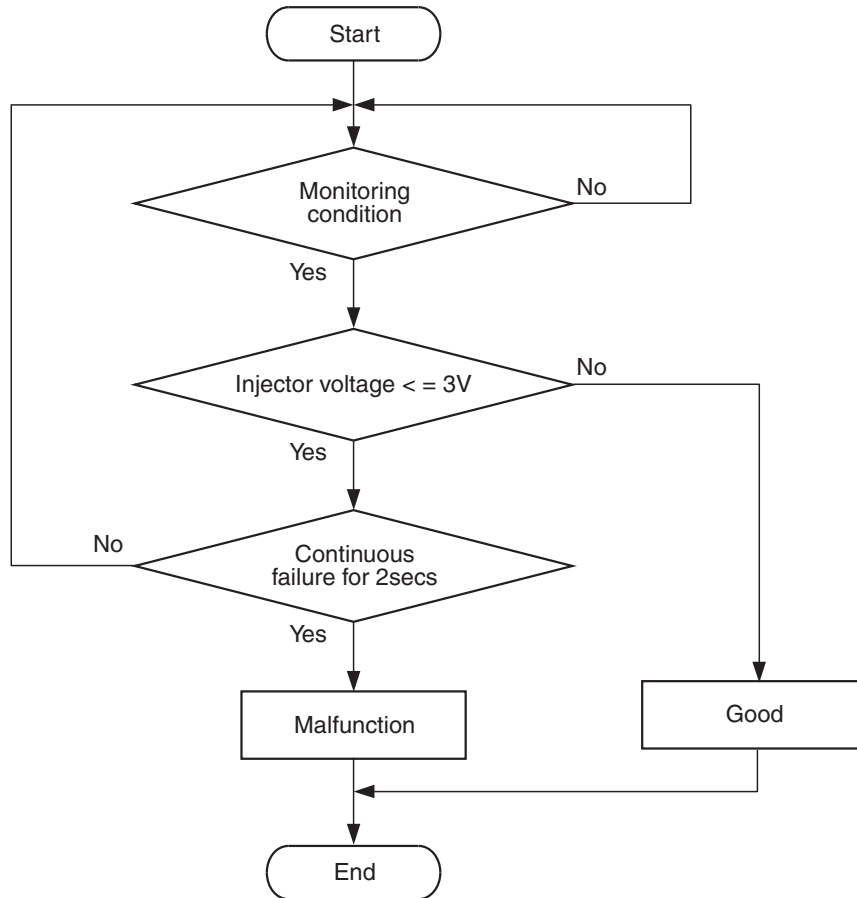 Start
Monitoring
condition
No
Yes
Injector voltage < = 3V
No
Yes
No
Continuous
failure for 2secs
Yes
Malfunction
Good
End